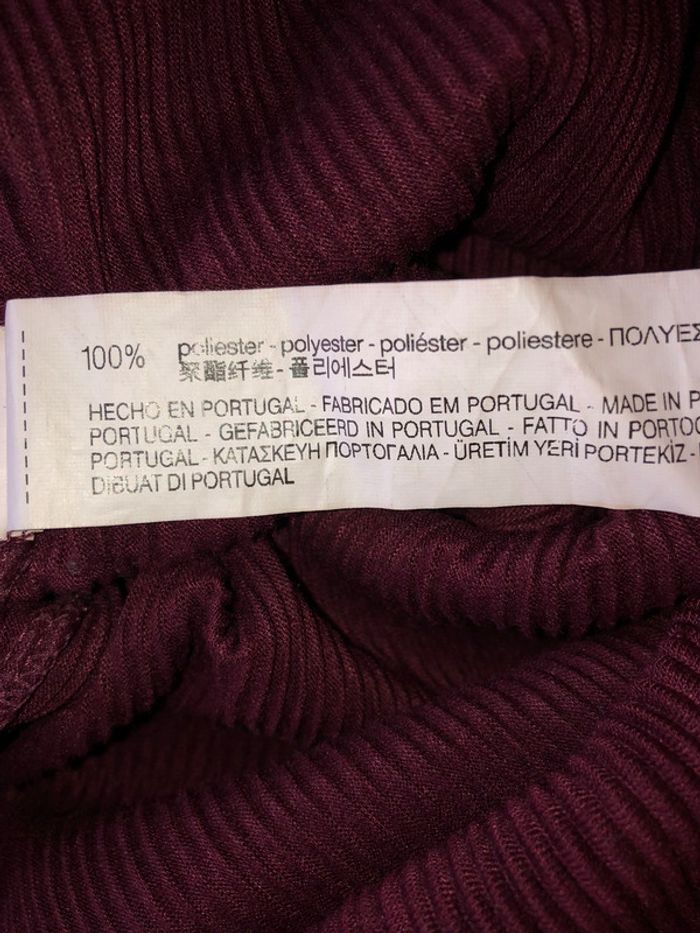 100% poliester - polyester - poliéster - poliestere - ΠΟΛΥΕΣ
聚酯纤维 - 폴리에스터
HECHO EN PORTUGAL - FABRICADO EM PORTUGAL - MADE IN P
PORTUGAL - GEFABRICEERD IN PORTUGAL - FATTO IN PORTOG
PORTUGAL - ΚΑΤΑΣΚΕΥΗ ΠΟΡΤΟΓΑΛΙΑ - ÜRETİM YERİ PORTEKİZ -
DIBUAT DI PORTUGAL